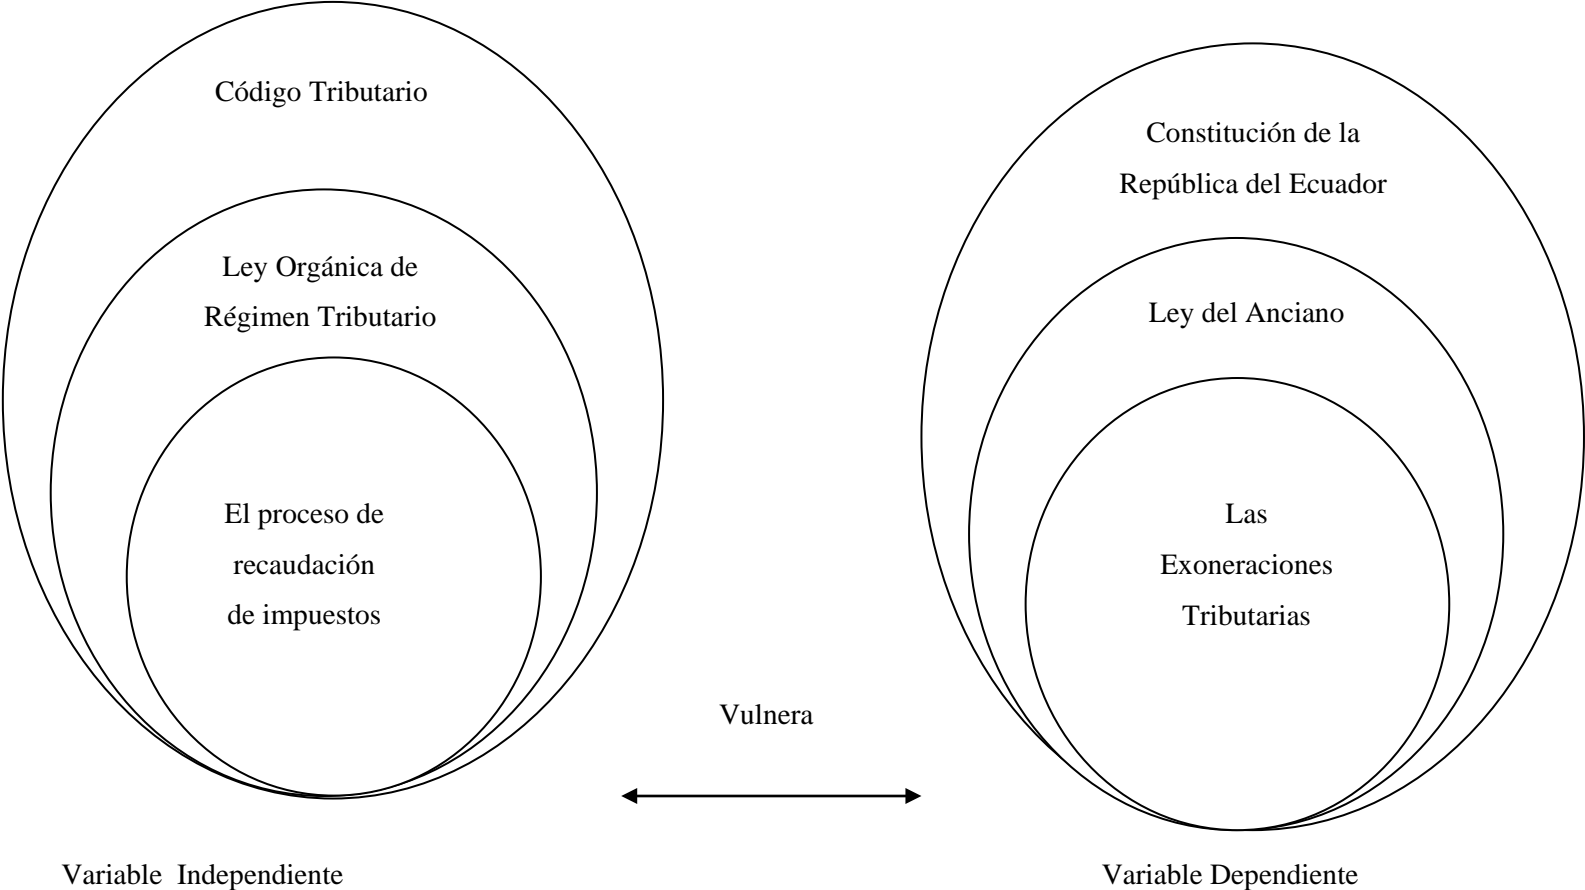 Código Tributario
Ley Orgánica de
Régimen Tributario
El proceso de
recaudación
de impuestos
Constitución de la
República del Ecuador
Ley del Anciano
Las
Exoneraciones
Tributarias
Vulnera
Variable  Independiente
Variable Dependiente